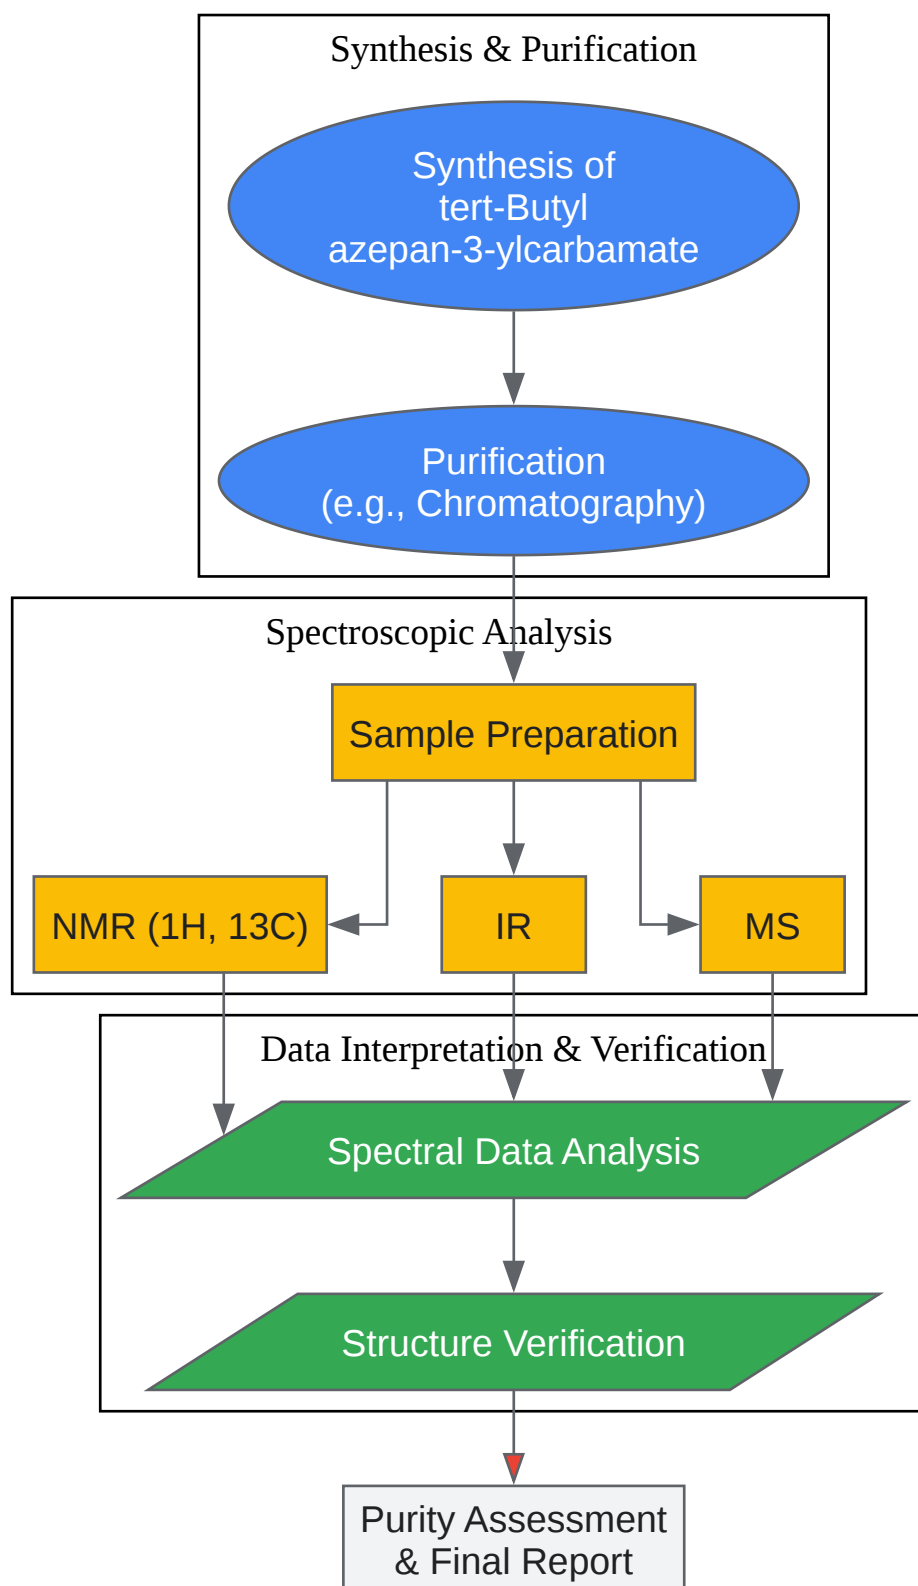 Synthesis & Purification
Synthesis of
tert-Butyl
azepan-3-ylcarbamate
Purification
(e.g., Chromatography)
Spectroscopic Analysis
Sample Preparation
NMR (1H, 13C)
IR
MS
Data Interpretation & Verification
Spectral Data Analysis
Structure Verification
Purity Assessment
& Final Report